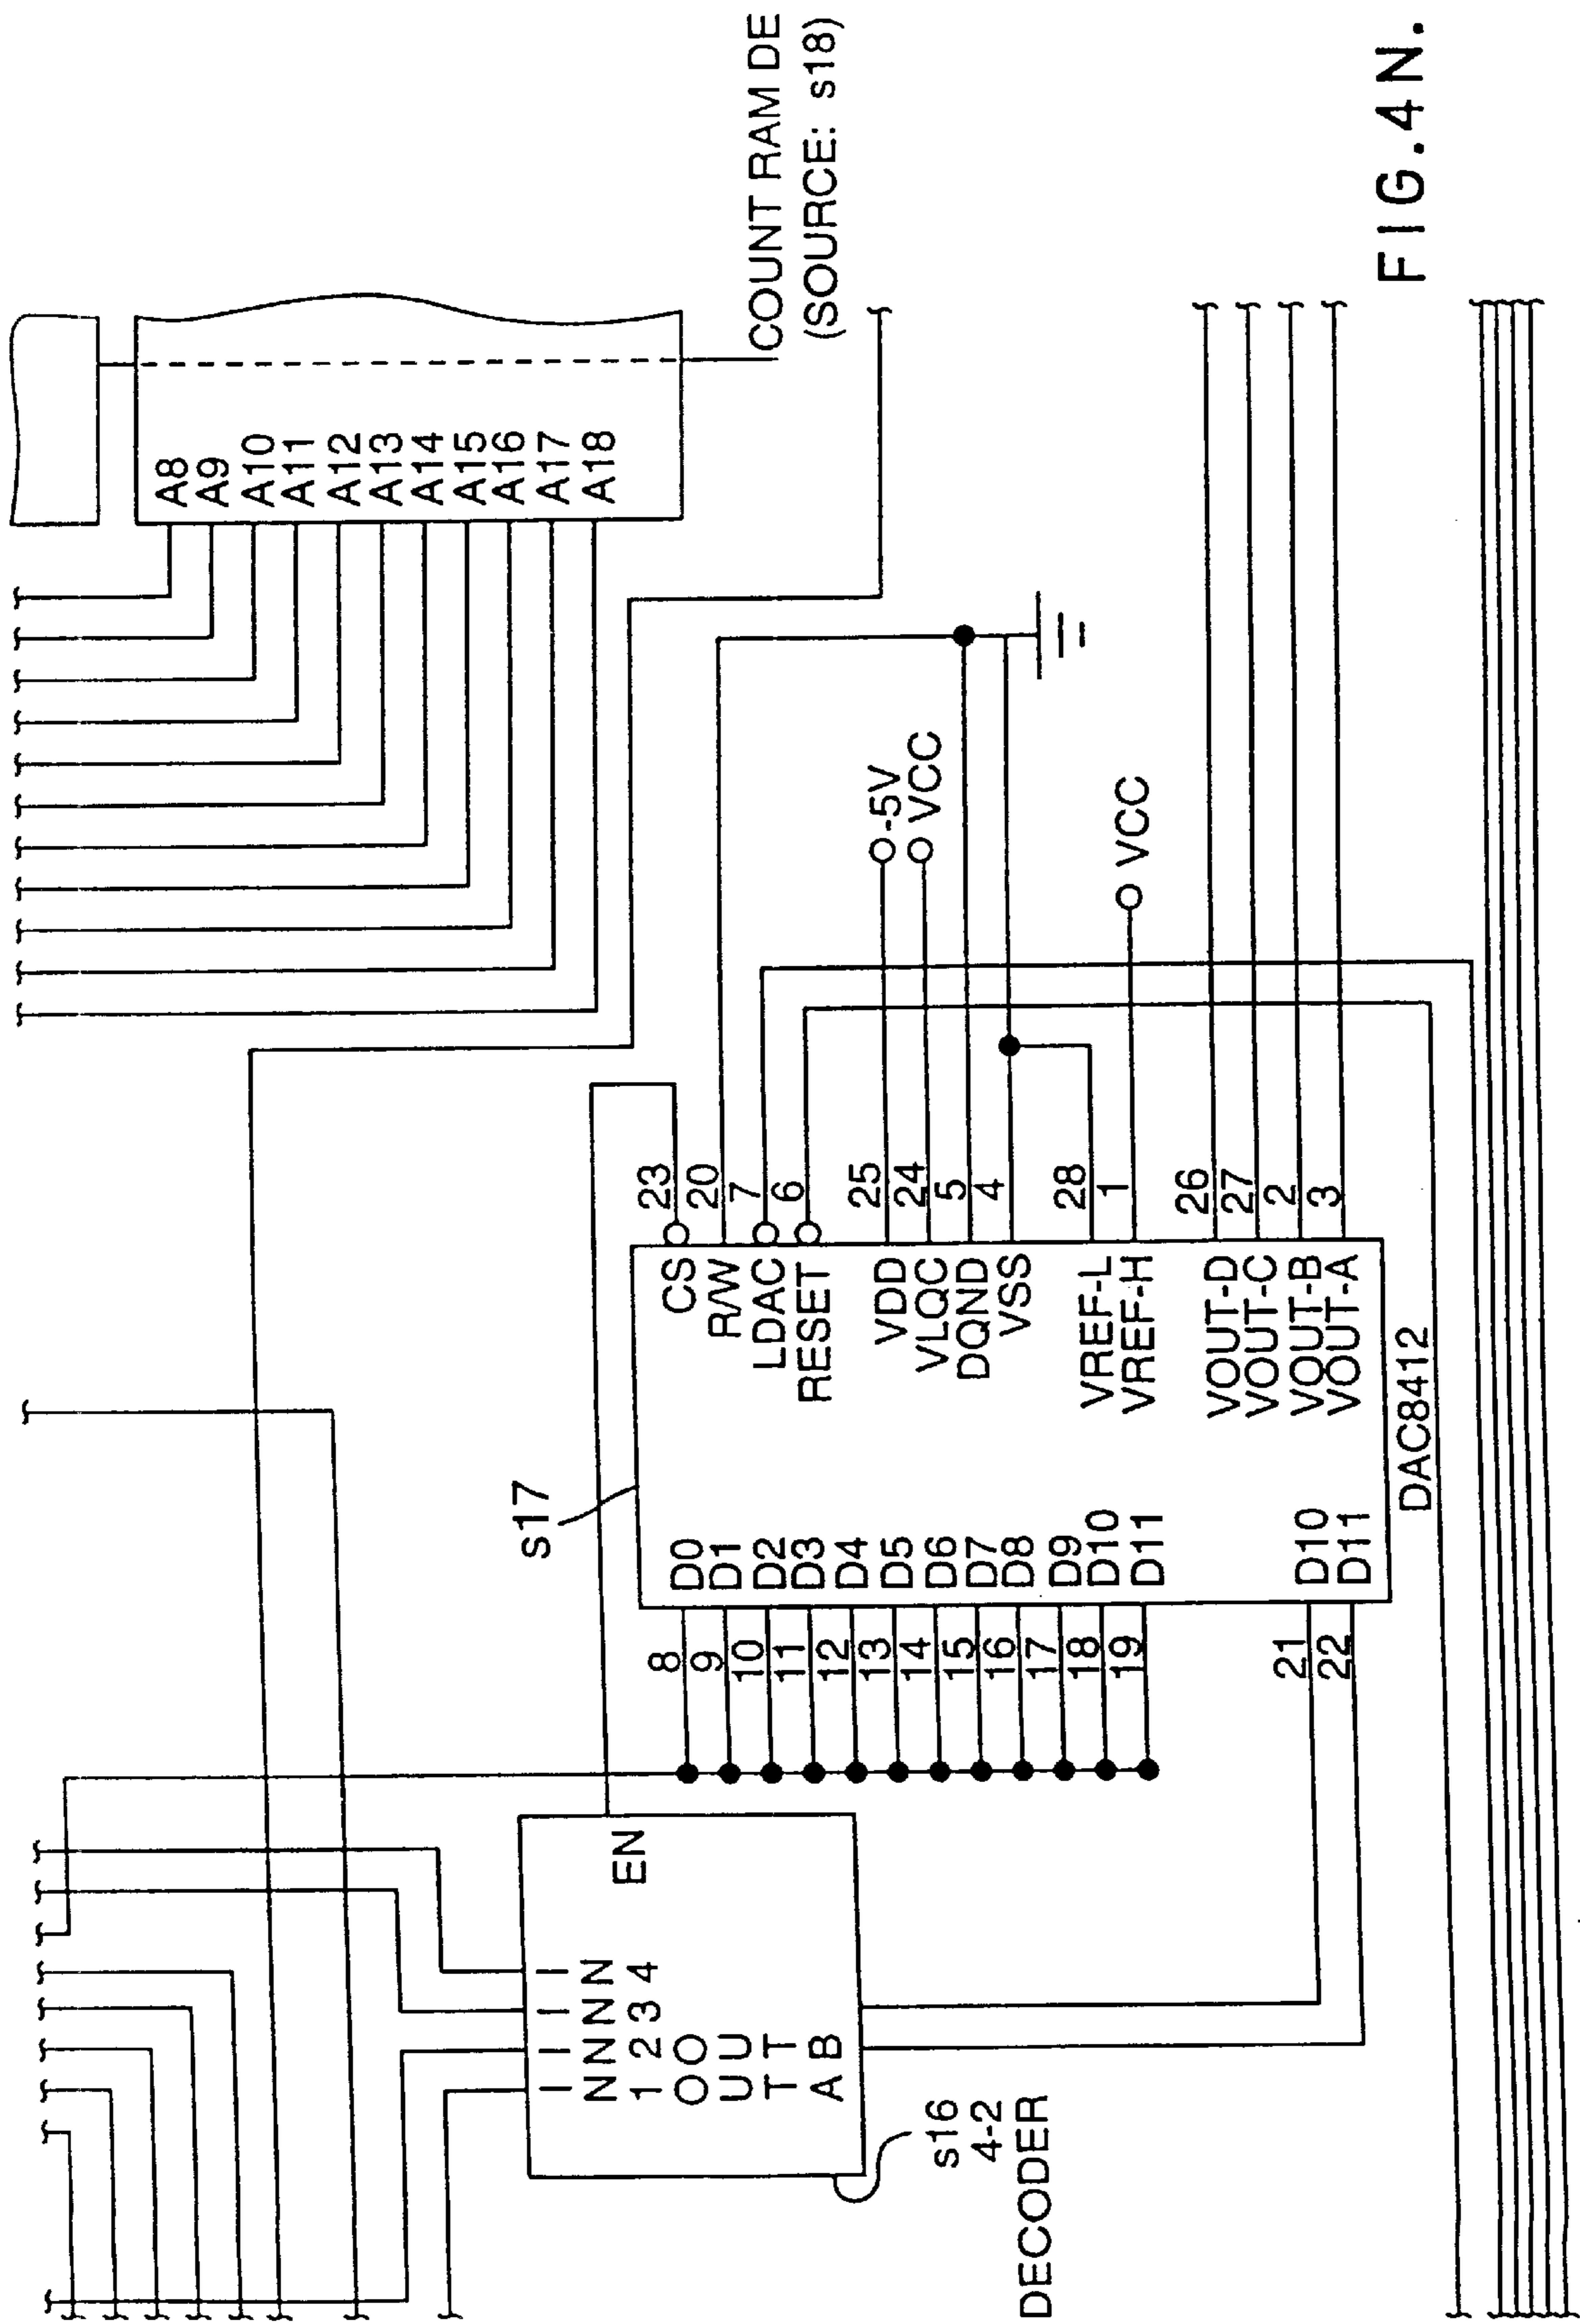 A8
A9
A10
A11
A12
A13
A14
A15
A16
A17
A18
COUNT RAM DE
(SOURCE: s18)
IN1
IN2
IN3
IN4
EN
OUTA
OUTB
s16
4-2
DECODER
s17
8 D0
9 D1
10 D2
11 D3
12 D4
13 D5
14 D6
15 D7
16 D8
17 D9
18 D10
19 D11
21 D10
22 D11
CS 23
R/W 20
LDAC 7
RESET 6
VDD 25
VLQC 24
DQND 5
VSS 4
VREF-L 28
VREF-H 1
VOUT-D 26
VOUT-C 27
VOUT-B 2
VOUT-A 3
-5V
VCC
VCC
DAC8412
FIG.4N.